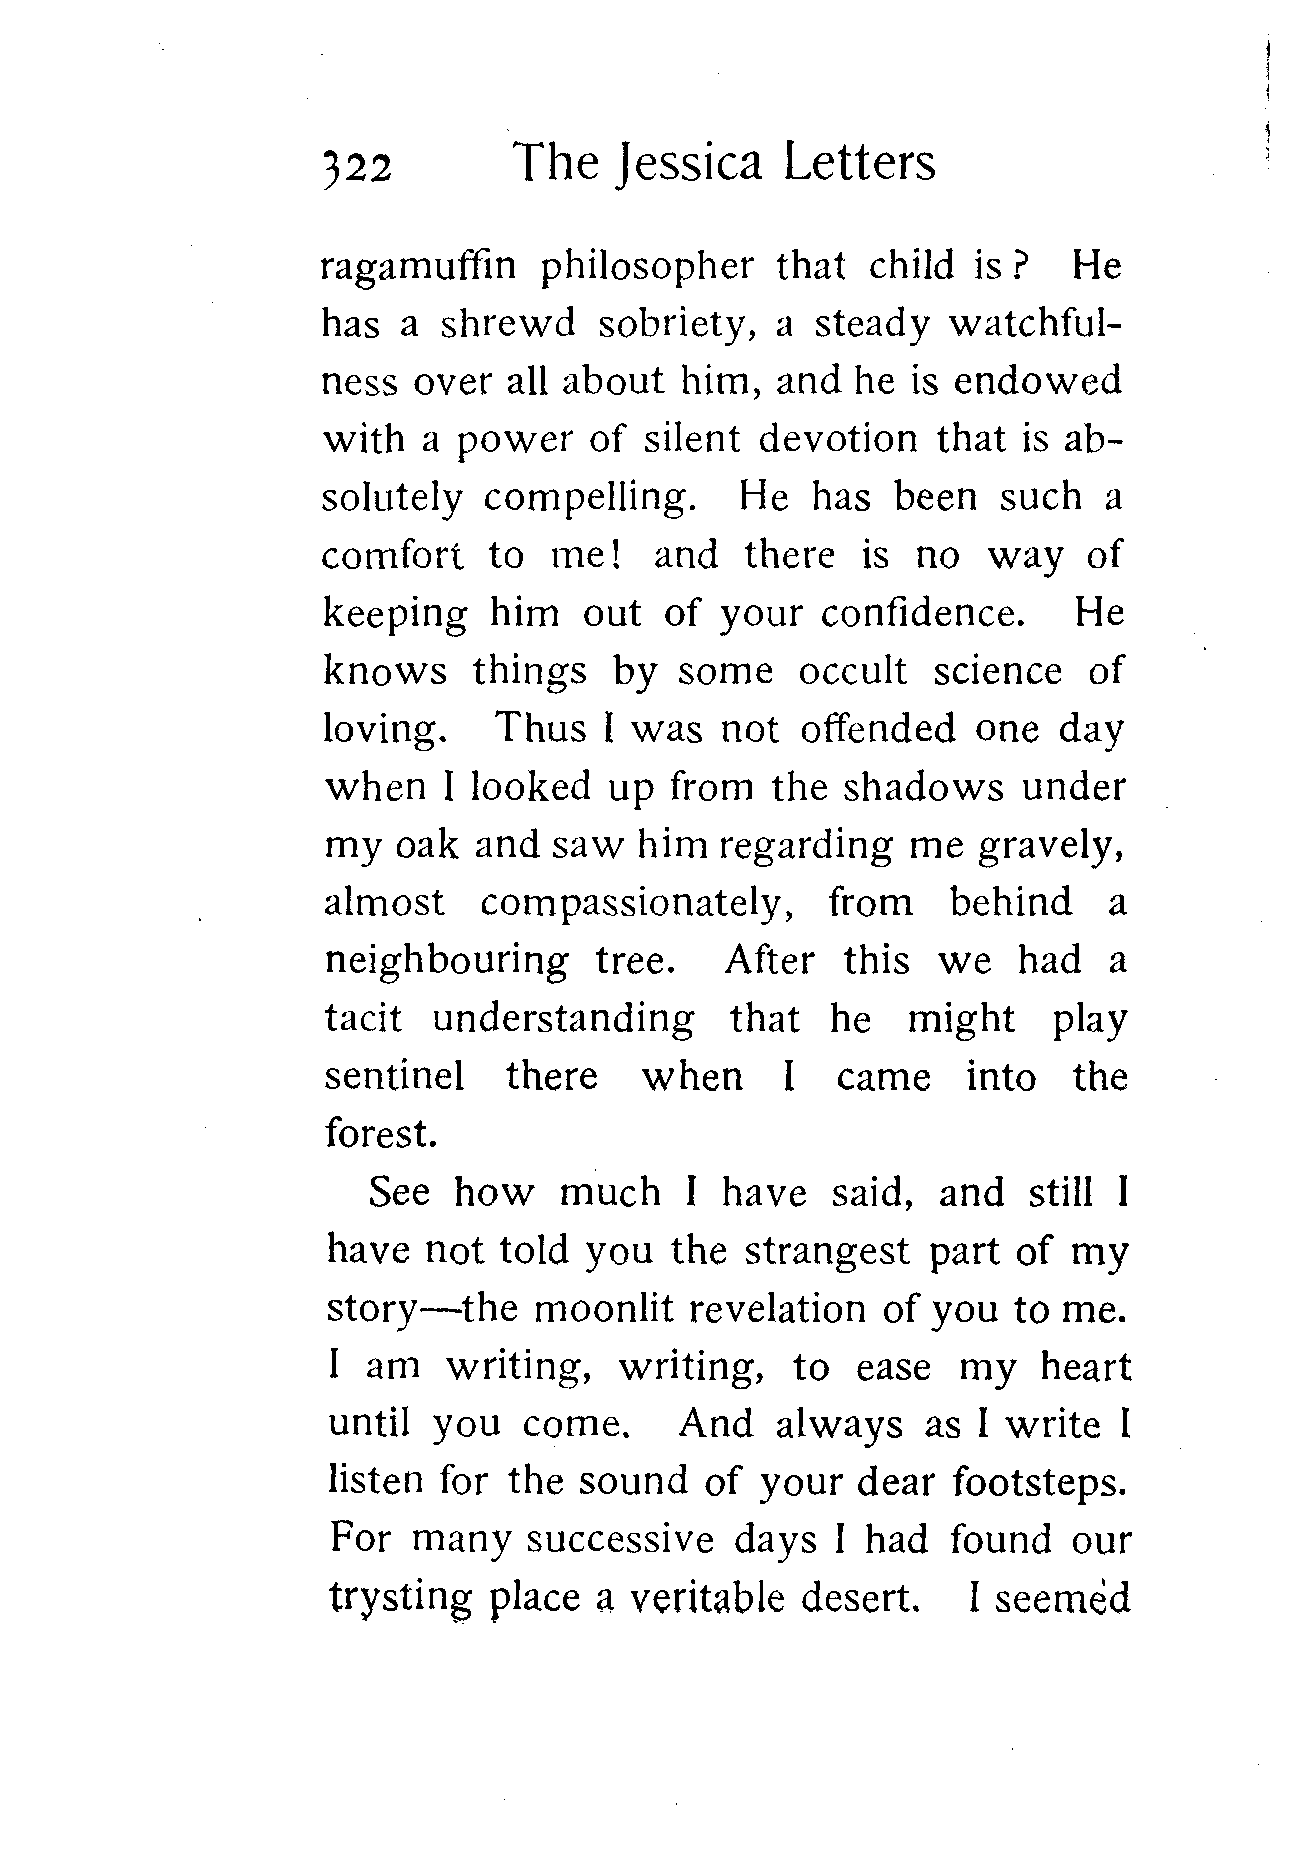 322 The Jessica Letters
ragamuffin philosopher that child is? He
has a shrewd sobriety, a steady watchful-
ness over all about him, and he is endowed
with a power of silent devotion that is ab-
solutely compelling. He has been such a
comfort to me! and there is no way of
keeping him out of your confidence. He
knows things by some occult science of
loving. Thus I was not offended one day
when I looked up from the shadows under
my oak and saw him regarding me gravely,
almost compassionately, from behind a
neighbouring tree. After this we had a
tacit understanding that he might play
sentinel there when I came into the
forest.
See how much I have said, and still I
have not told you the strangest part of my
story—the moonlit revelation of you to me.
I am writing, writing, to ease my heart
until you come. And always as I write I
listen for the sound of your dear footsteps.
For many successive days I had found our
trysting place a veritable desert. I seemed